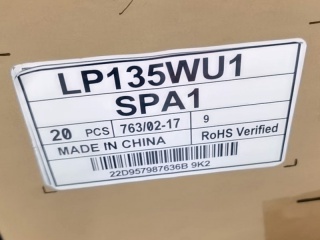 LP135WU1
SPA1
20 PCS 763/02-17 9
MADE IN CHINA RoHS Verified
22D957987636B 9K2